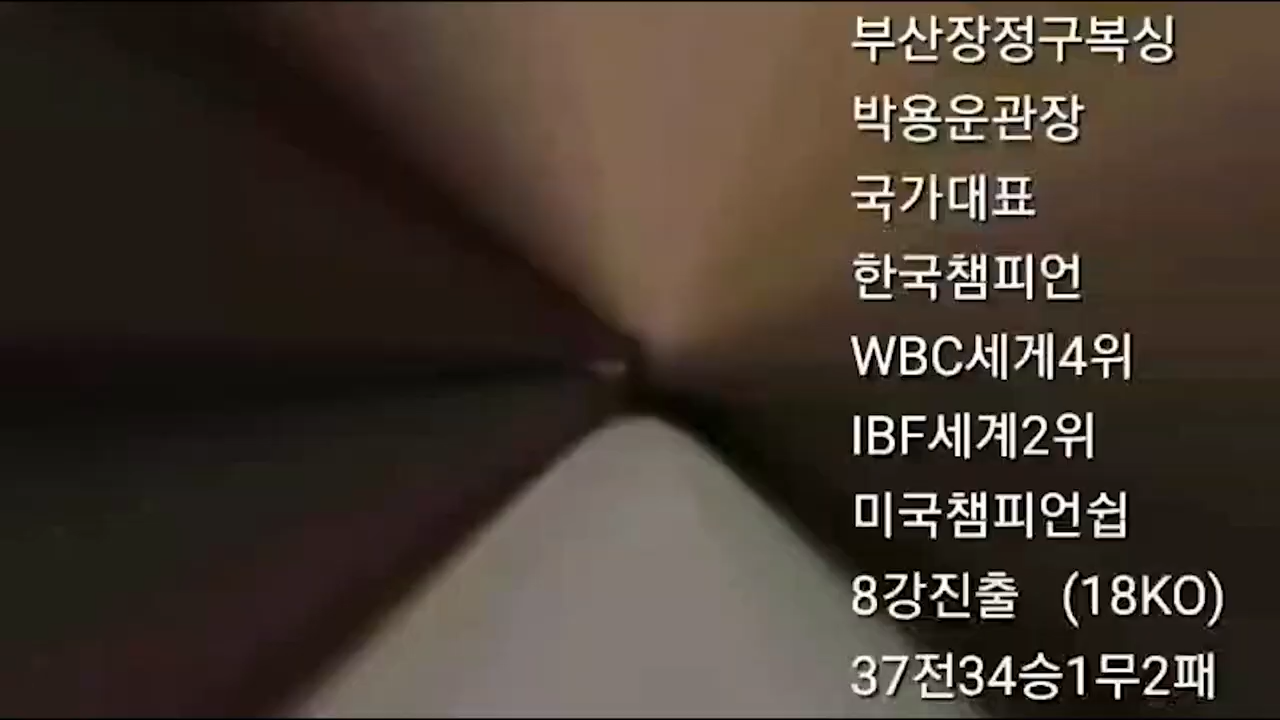 부산장정구복싱
박용운관장
국가대표
한국챔피언
WBC세게4위
IBF세계2위
미국챔피언쉽
8강진출 (18KO)
37전34승1무2패